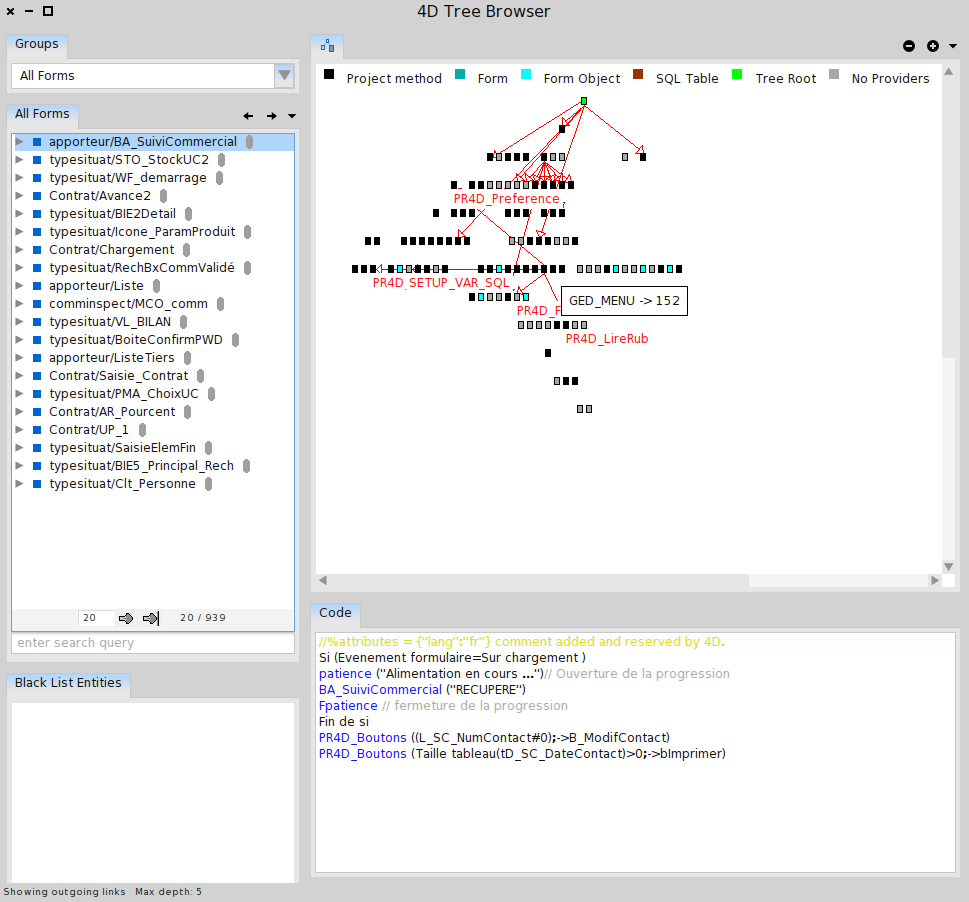 4D Tree Browser
Groups
All Forms
All Forms
apporteur/BA_SuiviCommercial
typesituat/STO_StockUC2
typesituat/WF_demarrage
Contrat/Avance2
typesituat/BIE2Detail
typesituat/Icone_ParamProduit
Contrat/Chargement
typesituat/RechBxCommValidé
apporteur/Liste
comminspect/MCO_comm
typesituat/VL_BILAN
typesituat/BoiteConfirmPWD
apporteur/ListeTiers
Contrat/Saisie_Contrat
typesituat/PMA_ChoixUC
Contrat/AR_Pourcent
Contrat/UP_1
typesituat/SaisieElemFin
typesituat/BIE5_Principal_Rech
typesituat/Clt_Personne
20
20 / 939
enter search query
Black List Entities
Showing outgoing links Max depth: 5
Project method
Form
Form Object
SQL Table
Tree Root
No Providers
PR4D_Preference
PR4D_SETUP_VAR_SQL
GED_MENU -> 152
PR4D_F
PR4D_LireRub
Code
//%attributes = {"lang":"fr"} comment added and reserved by 4D.
Si (Evenement formulaire=Sur chargement )
patience ("Alimentation en cours ...")// Ouverture de la progression
BA_SuiviCommercial ("RECUPERE")
Fpatience // fermeture de la progression
Fin de si
PR4D_Boutons ((L_SC_NumContact#0);->B_ModifContact)
PR4D_Boutons (Taille tableau(tD_SC_DateContact)>0;->bImprimer)